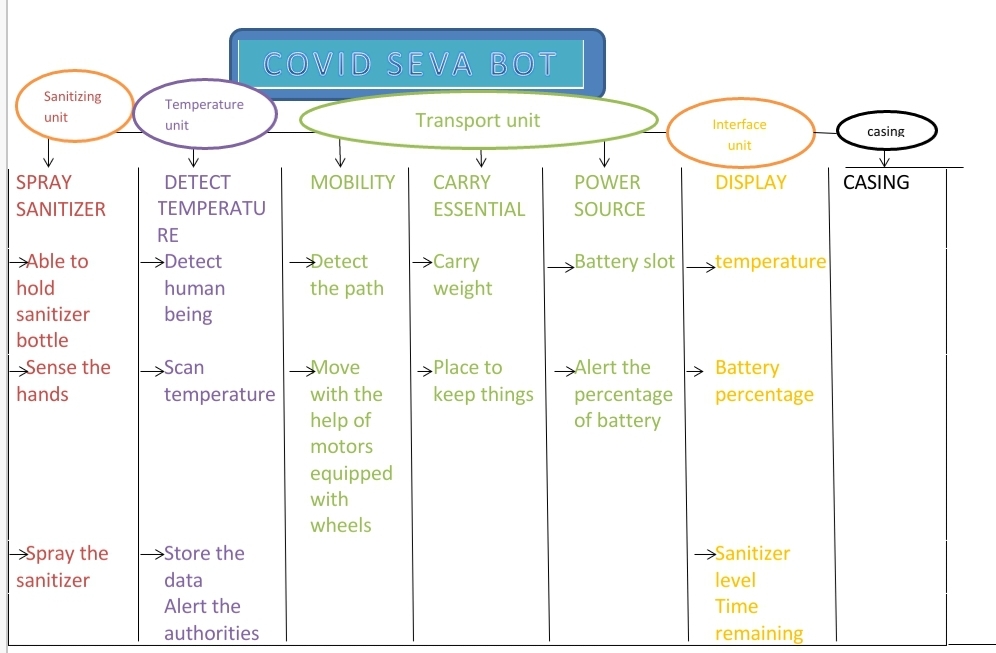 COVID SEVA BOT
Sanitizing
unit
Temperature
unit
Transport unit
Interface
unit
casing
SPRAY
SANITIZER
Able to
hold
sanitizer
bottle
Sense the
hands
Spray the
sanitizer
DETECT
TEMPERATU
RE
Detect
human
being
Scan
temperature
Store the
data
Alert the
authorities
MOBILITY
Detect
the path
Move
with the
help of
motors
equipped
with
wheels
CARRY
ESSENTIAL
Carry
weight
Place to
keep things
POWER
SOURCE
Battery slot
Alert the
percentage
of battery
DISPLAY
temperature
Battery
percentage
Sanitizer
level
Time
remaining
CASING